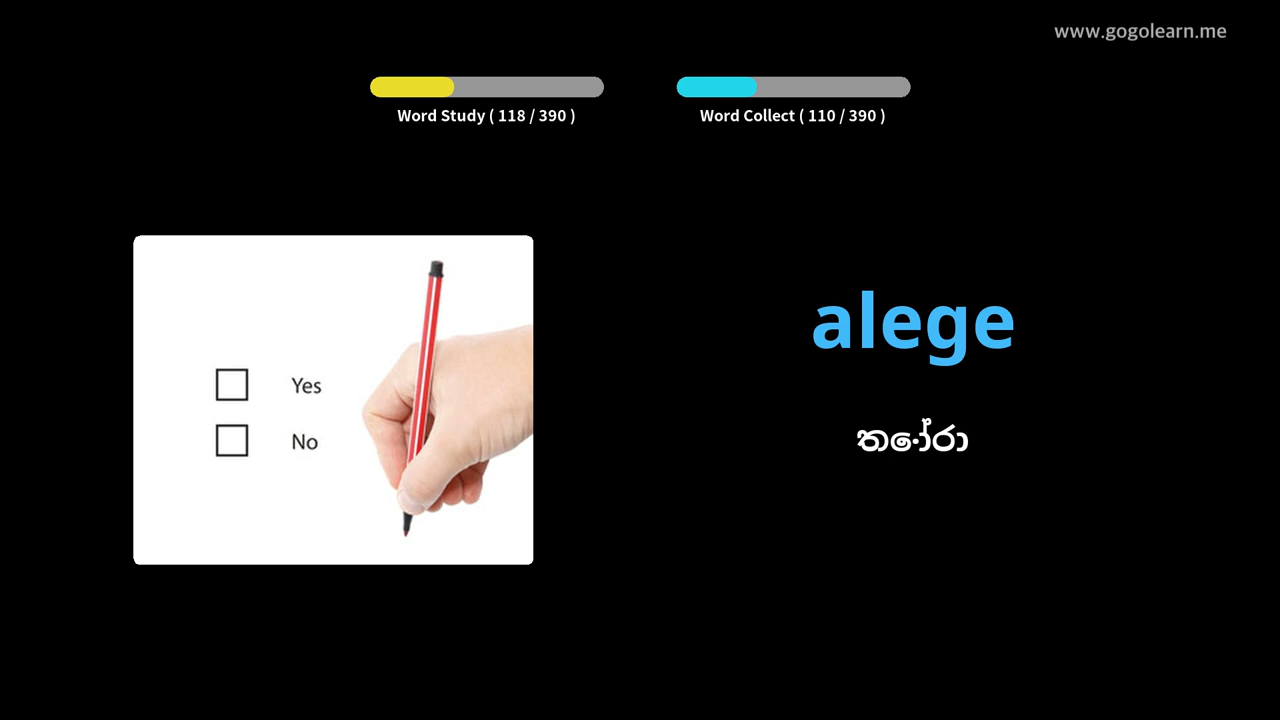 www.gogolearn.me
Word Study ( 118 / 390 )
Word Collect ( 110 / 390 )
Yes
No
alege
තෝරා